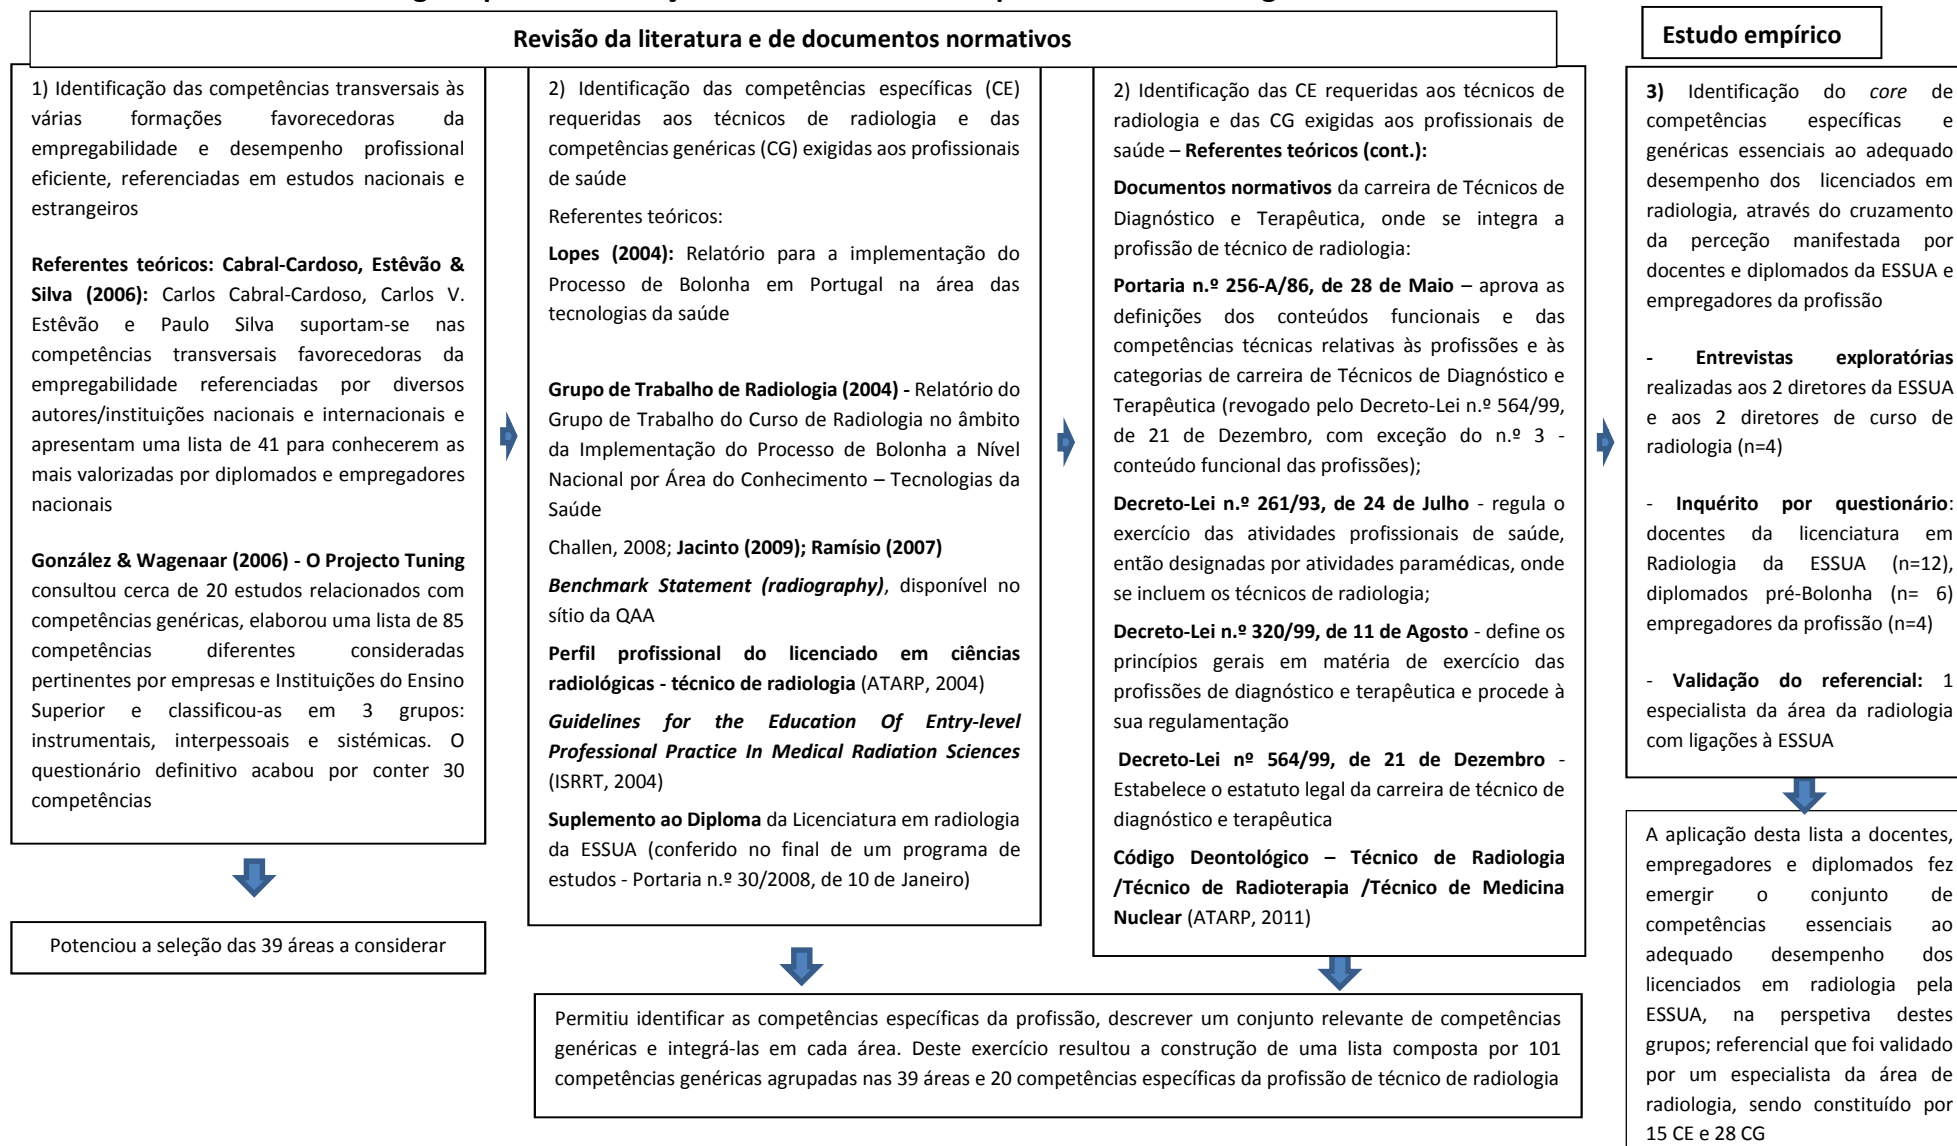 Revisão da literatura e de documentos normativos
Estudo empírico
1) Identificação das competências transversais às
várias formações favorecedoras da
empregabilidade e desempenho profissional
eficiente, referenciadas em estudos nacionais e
estrangeiros
Referentes teóricos: Cabral-Cardoso, Estêvão &
Silva (2006): Carlos Cabral-Cardoso, Carlos V.
Estêvão e Paulo Silva suportam-se nas
competências transversais favorecedoras da
empregabilidade referenciadas por diversos
autores/instituições nacionais e internacionais e
apresentam uma lista de 41 para conhecerem as
mais valorizadas por diplomados e empregadores
nacionais
González & Wagenaar (2006) - O Projecto Tuning
consultou cerca de 20 estudos relacionados com
competências genéricas, elaborou uma lista de 85
competências diferentes consideradas
pertinentes por empresas e Instituições do Ensino
Superior e classificou-as em 3 grupos:
instrumentais, interpessoais e sistémicas. O
questionário definitivo acabou por conter 30
competências
Potenciou a seleção das 39 áreas a considerar
2) Identificação das competências específicas (CE)
requeridas aos técnicos de radiologia e das
competências genéricas (CG) exigidas aos profissionais
de saúde
Referentes teóricos:
Lopes (2004): Relatório para a implementação do
Processo de Bolonha em Portugal na área das
tecnologias da saúde
Grupo de Trabalho de Radiologia (2004) - Relatório do
Grupo de Trabalho do Curso de Radiologia no âmbito
da Implementação do Processo de Bolonha a Nível
Nacional por Área do Conhecimento – Tecnologias da
Saúde
Challen, 2008; Jacinto (2009); Ramísio (2007)
Benchmark Statement (radiography), disponível no
sítio da QAA
Perfil profissional do licenciado em ciências
radiológicas - técnico de radiologia (ATARP, 2004)
Guidelines for the Education Of Entry-level
Professional Practice In Medical Radiation Sciences
(ISRRT, 2004)
Suplemento ao Diploma da Licenciatura em radiologia
da ESSUA (conferido no final de um programa de
estudos - Portaria n.º 30/2008, de 10 de Janeiro)
2) Identificação das CE requeridas aos técnicos de
radiologia e das CG exigidas aos profissionais de
saúde – Referentes teóricos (cont.):
Documentos normativos da carreira de Técnicos de
Diagnóstico e Terapêutica, onde se integra a
profissão de técnico de radiologia:
Portaria n.º 256-A/86, de 28 de Maio – aprova as
definições dos conteúdos funcionais e das
competências técnicas relativas às profissões e às
categorias de carreira de Técnicos de Diagnóstico e
Terapêutica (revogado pelo Decreto-Lei n.º 564/99,
de 21 de Dezembro, com exceção do n.º 3 -
conteúdo funcional das profissões);
Decreto-Lei n.º 261/93, de 24 de Julho - regula o
exercício das atividades profissionais de saúde,
então designadas por atividades paramédicas, onde
se incluem os técnicos de radiologia;
Decreto-Lei n.º 320/99, de 11 de Agosto - define os
princípios gerais em matéria de exercício das
profissões de diagnóstico e terapêutica e procede à
sua regulamentação
Decreto-Lei nº 564/99, de 21 de Dezembro -
Estabelece o estatuto legal da carreira de técnico de
diagnóstico e terapêutica
Código Deontológico – Técnico de Radiologia
/Técnico de Radioterapia /Técnico de Medicina
Nuclear (ATARP, 2011)
Permitiu identificar as competências específicas da profissão, descrever um conjunto relevante de competências
genéricas e integrá-las em cada área. Deste exercício resultou a construção de uma lista composta por 101
competências genéricas agrupadas nas 39 áreas e 20 competências específicas da profissão de técnico de radiologia
3) Identificação do core de
competências específicas e
genéricas essenciais ao adequado
desempenho dos licenciados em
radiologia, através do cruzamento
da perceção manifestada por
docentes e diplomados da ESSUA e
empregadores da profissão
- Entrevistas exploratórias
realizadas aos 2 diretores da ESSUA
e aos 2 diretores de curso de
radiologia (n=4)
- Inquérito por questionário:
docentes da licenciatura em
Radiologia da ESSUA (n=12),
diplomados pré-Bolonha (n= 6)
empregadores da profissão (n=4)
- Validação do referencial: 1
especialista da área da radiologia
com ligações à ESSUA
A aplicação desta lista a docentes,
empregadores e diplomados fez
emergir o conjunto de
competências essenciais ao
adequado desempenho dos
licenciados em radiologia pela
ESSUA, na perspetiva destes
grupos; referencial que foi validado
por um especialista da área de
radiologia, sendo constituído por
15 CE e 28 CG